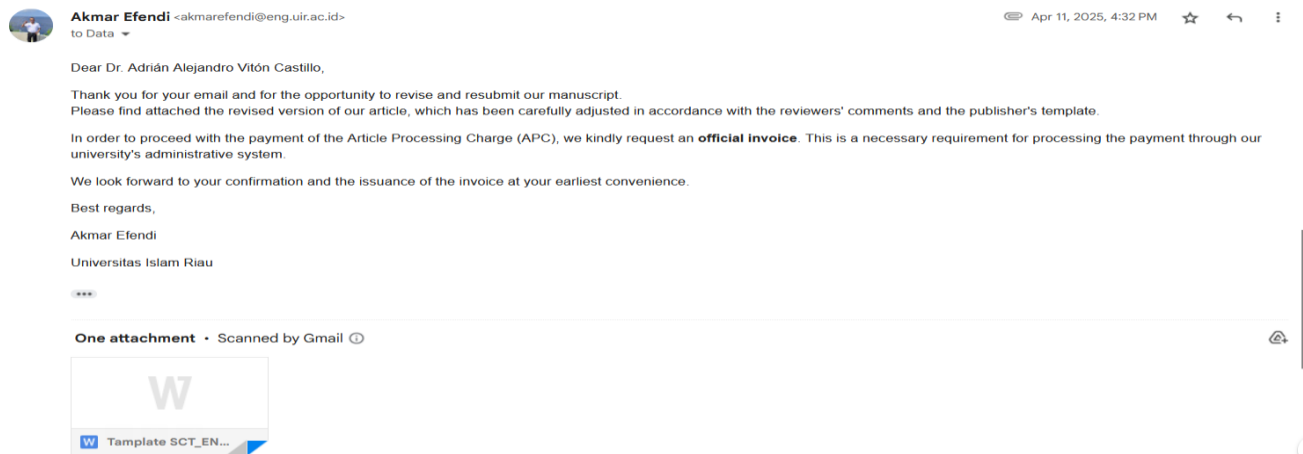 Akmar Efendi <akmarefendi@eng.uir.ac.id>
Apr 11, 2025, 4:32 PM
to Data
Dear Dr. Adrián Alejandro Vitón Castillo,
Thank you for your email and for the opportunity to revise and resubmit our manuscript.
Please find attached the revised version of our article, which has been carefully adjusted in accordance with the reviewers' comments and the publisher's template.
In order to proceed with the payment of the Article Processing Charge (APC), we kindly request an official invoice. This is a necessary requirement for processing the payment through our
university's administrative system.
We look forward to your confirmation and the issuance of the invoice at your earliest convenience.
Best regards,
Akmar Efendi
Universitas Islam Riau
•••
One attachment • Scanned by Gmail
W
W Tamplate SCT_EN...